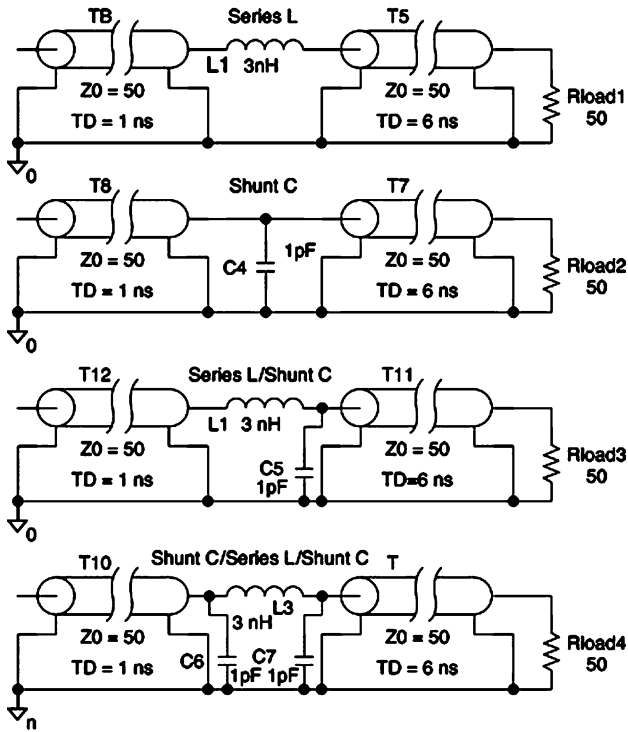 TB Series L T5
L1 3nH
Z0 = 50 Z0 = 50 Rload1
TD = 1 ns TD = 6 ns 50
0
T8 Shunt C T7
1pF
C4
Z0 = 50 Z0 = 50 Rload2
TD = 1 ns TD = 6 ns 50
0
T12 Series L/Shunt C T11
L1 3 nH
Z0 = 50 C5 Z0 = 50 Rload3
TD = 1 ns 1pF TD=6 ns 50
0
T10 Shunt C/Series L/Shunt C T
L3
3 nH
Z0 = 50 C6 C7 Z0 = 50 Rload4
TD = 1 ns 1pF 1pF TD = 6 ns 50
n